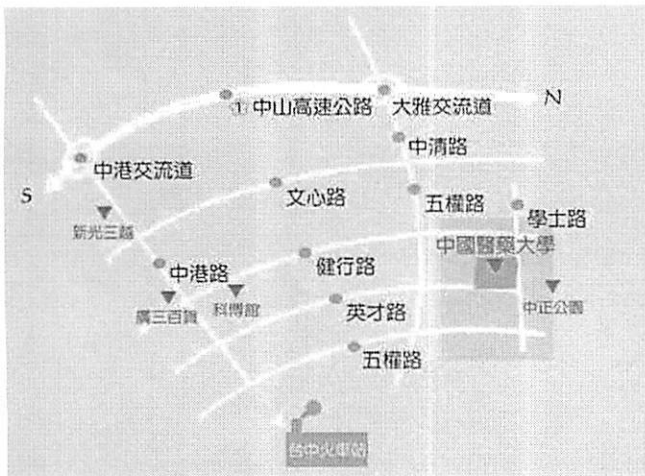 ① 中山高速公路
大雅交流道
N
中清路
中港交流道
S
文心路
五權路
學士路
新光三越
中國醫藥大學
中港路
健行路
科博館
廣三百貨
英才路
中正公園
五權路
台中火車站